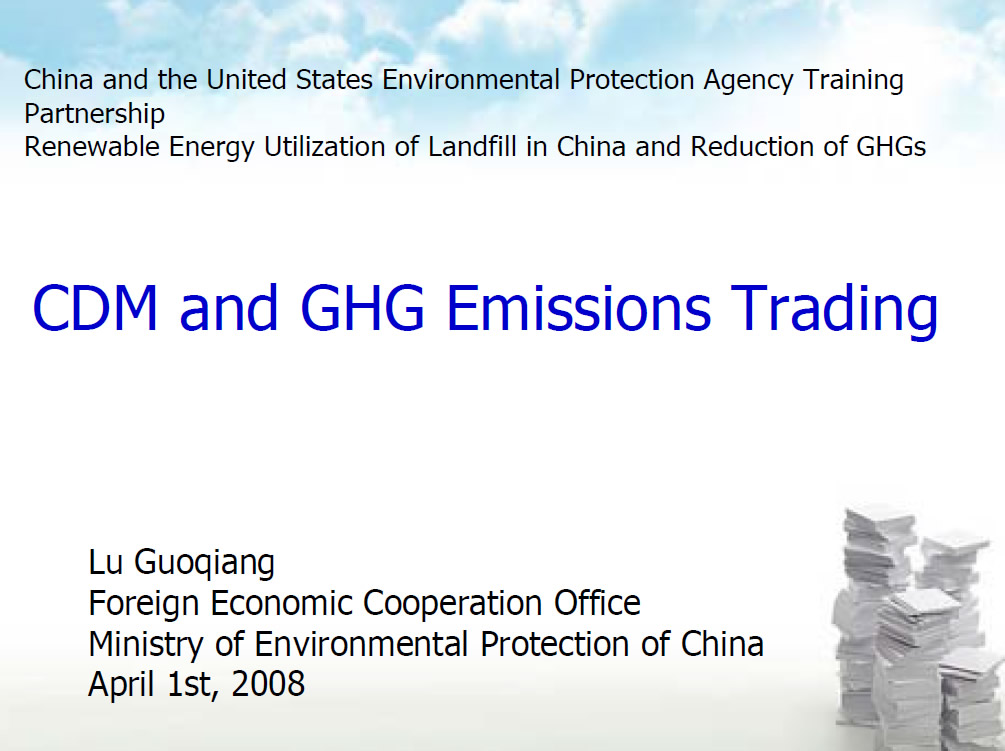 China and the United States Environmental Protection Agency Training
Partnership
Renewable Energy Utilization of Landfill in China and Reduction of GHGs
CDM and GHG Emissions Trading
Lu Guoqiang
Foreign Economic Cooperation Office
Ministry of Environmental Protection of China
April 1st, 2008